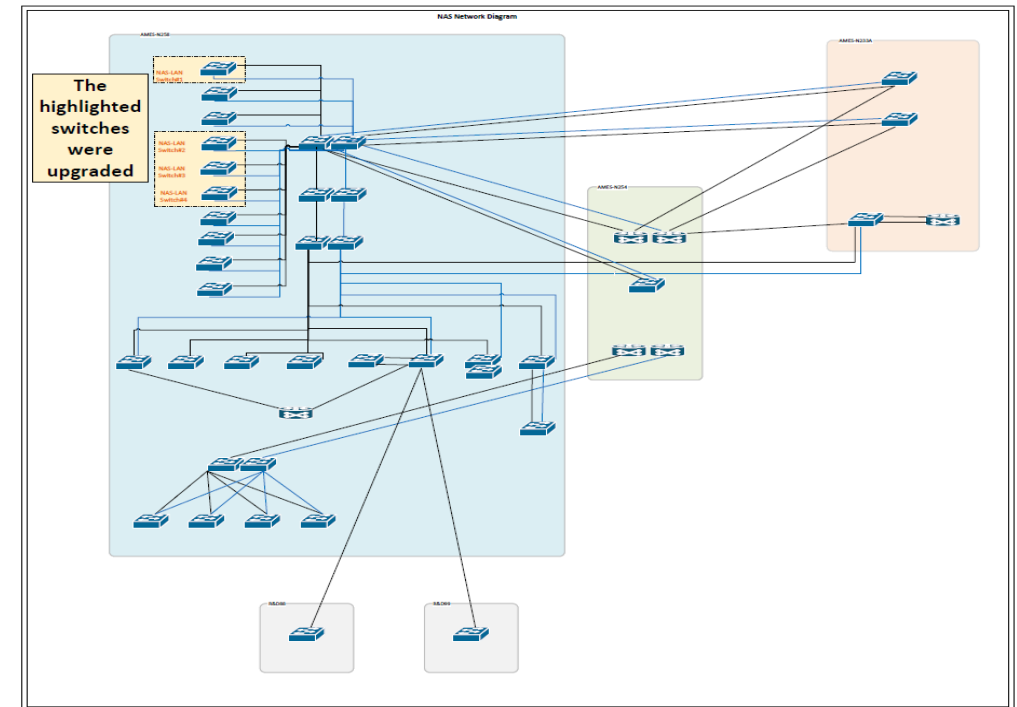 NAS Network Diagram
AMES-N258
AMES-N233A
NAS-LAN
Switch#1
The
highlighted
switches
were
upgraded
NAS-LAN
Switch#2
NAS-LAN
Switch#3
NAS-LAN
Switch#4
AMES-N254